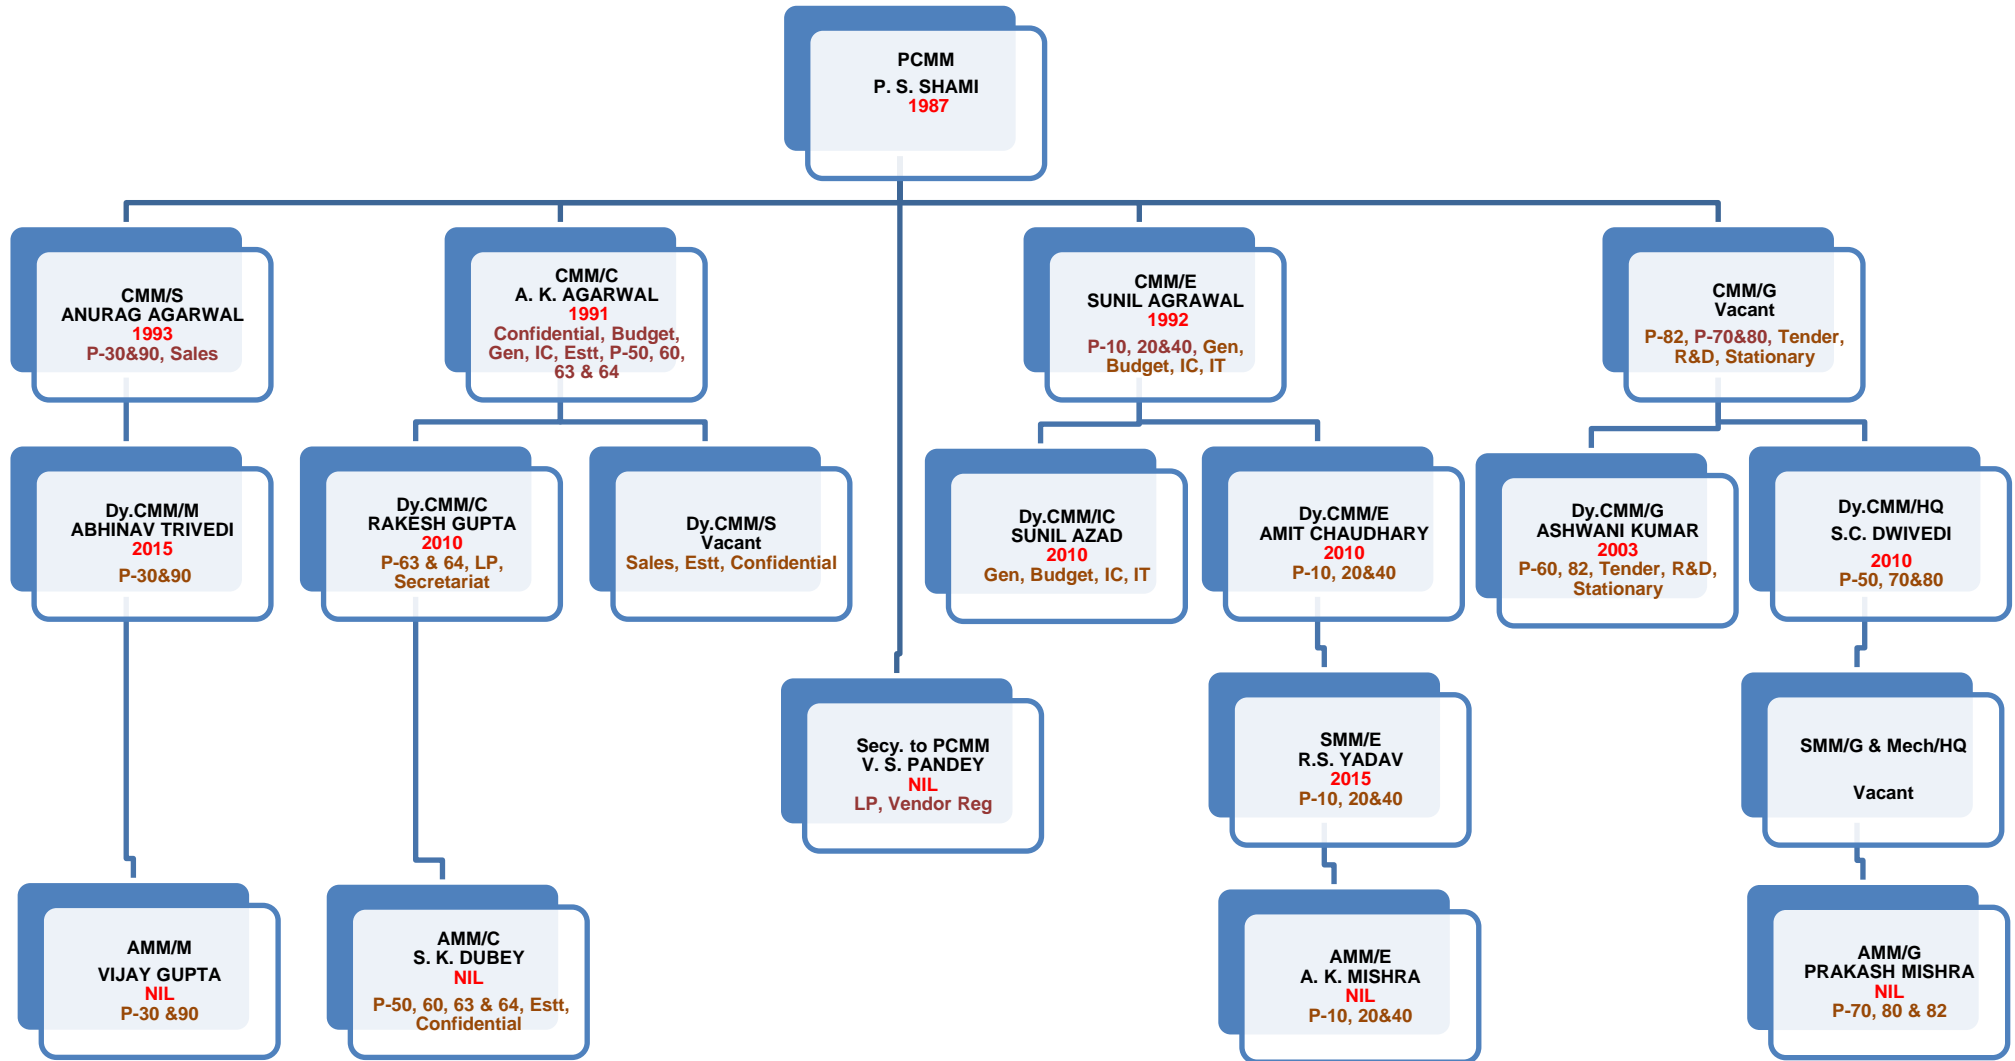 PCMM
P. S. SHAMI
1987
CMM/S
ANURAG AGARWAL
1993
P-30&90, Sales
CMM/C
A. K. AGARWAL
1991
Confidential, Budget,
Gen, IC, Estt, P-50, 60,
63 & 64
CMM/E
SUNIL AGRAWAL
1992
P-10, 20&40, Gen,
Budget, IC, IT
CMM/G
Vacant
P-82, P-70&80, Tender,
R&D, Stationary
Dy.CMM/M
ABHINAV TRIVEDI
2015
P-30&90
Dy.CMM/C
RAKESH GUPTA
2010
P-63 & 64, LP,
Secretariat
Dy.CMM/S
Vacant
Sales, Estt, Confidential
Dy.CMM/IC
SUNIL AZAD
2010
Gen, Budget, IC, IT
Dy.CMM/E
AMIT CHAUDHARY
2010
P-10, 20&40
Dy.CMM/G
ASHWANI KUMAR
2003
P-60, 82, Tender, R&D,
Stationary
Dy.CMM/HQ
S.C. DWIVEDI
2010
P-50, 70&80
Secy. to PCMM
V. S. PANDEY
NIL
LP, Vendor Reg
SMM/E
R.S. YADAV
2015
P-10, 20&40
SMM/G & Mech/HQ
Vacant
AMM/M
VIJAY GUPTA
NIL
P-30 &90
AMM/C
S. K. DUBEY
NIL
P-50, 60, 63 & 64, Estt,
Confidential
AMM/E
A. K. MISHRA
NIL
P-10, 20&40
AMM/G
PRAKASH MISHRA
NIL
P-70, 80 & 82